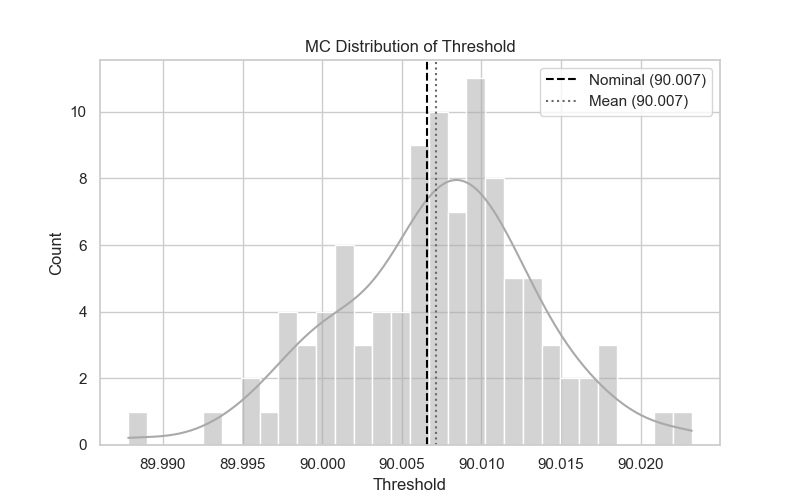 MC Distribution of Threshold
Nominal (90.007)
Mean (90.007)
Count
10
8
6
4
2
0
89.990 89.995 90.000 90.005 90.010 90.015 90.020
Threshold